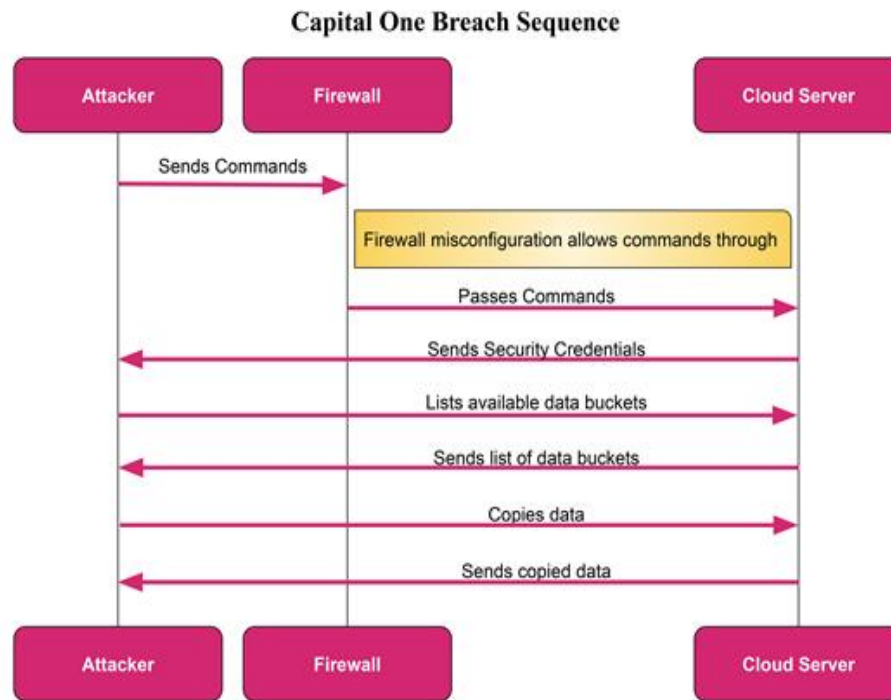 Capital One Breach Sequence
Attacker
Firewall
Cloud Server
Sends Commands
Firewall misconfiguration allows commands through
Passes Commands
Sends Security Credentials
Lists available data buckets
Sends list of data buckets
Copies data
Sends copied data
Attacker
Firewall
Cloud Server